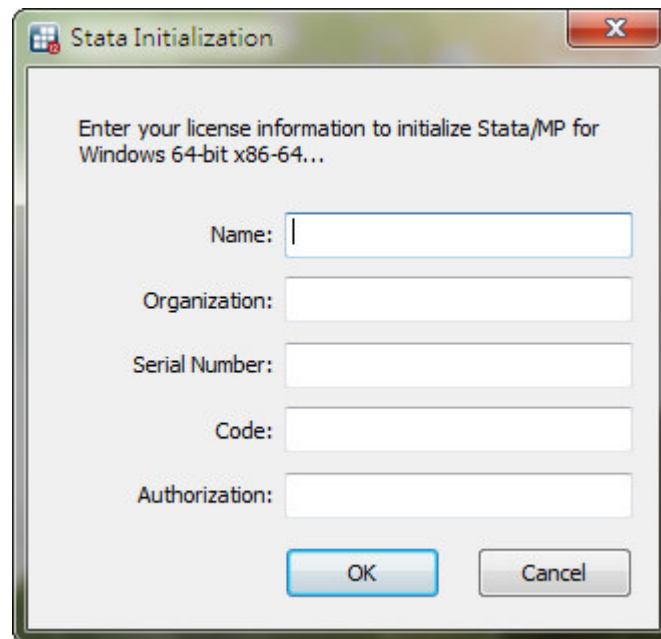 Stata Initialization
Enter your license information to initialize Stata/MP for
Windows 64-bit x86-64...
Name:
Organization:
Serial Number:
Code:
Authorization:
OK Cancel